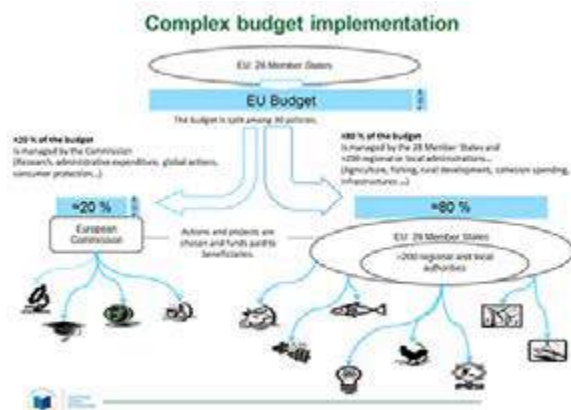 Complex budget implementation
EU: 28 Member States
EU Budget
The budget is split among 30 policies.
≈20 % of the budget
is managed by the Commission
(Research, administrative expenditure, global actions,
consumer protection...)
≈80 % of the budget
is managed by the 28 Member States and
>200 regional or local administrations...
(Agriculture, fishing, rural development, cohesion spending,
infrastructures ...)
≈20 %
≈80 %
European
Commission
Actions and projects are
chosen and funds paid to
beneficiaries.
EU: 28 Member States
>200 regional and local
authorities